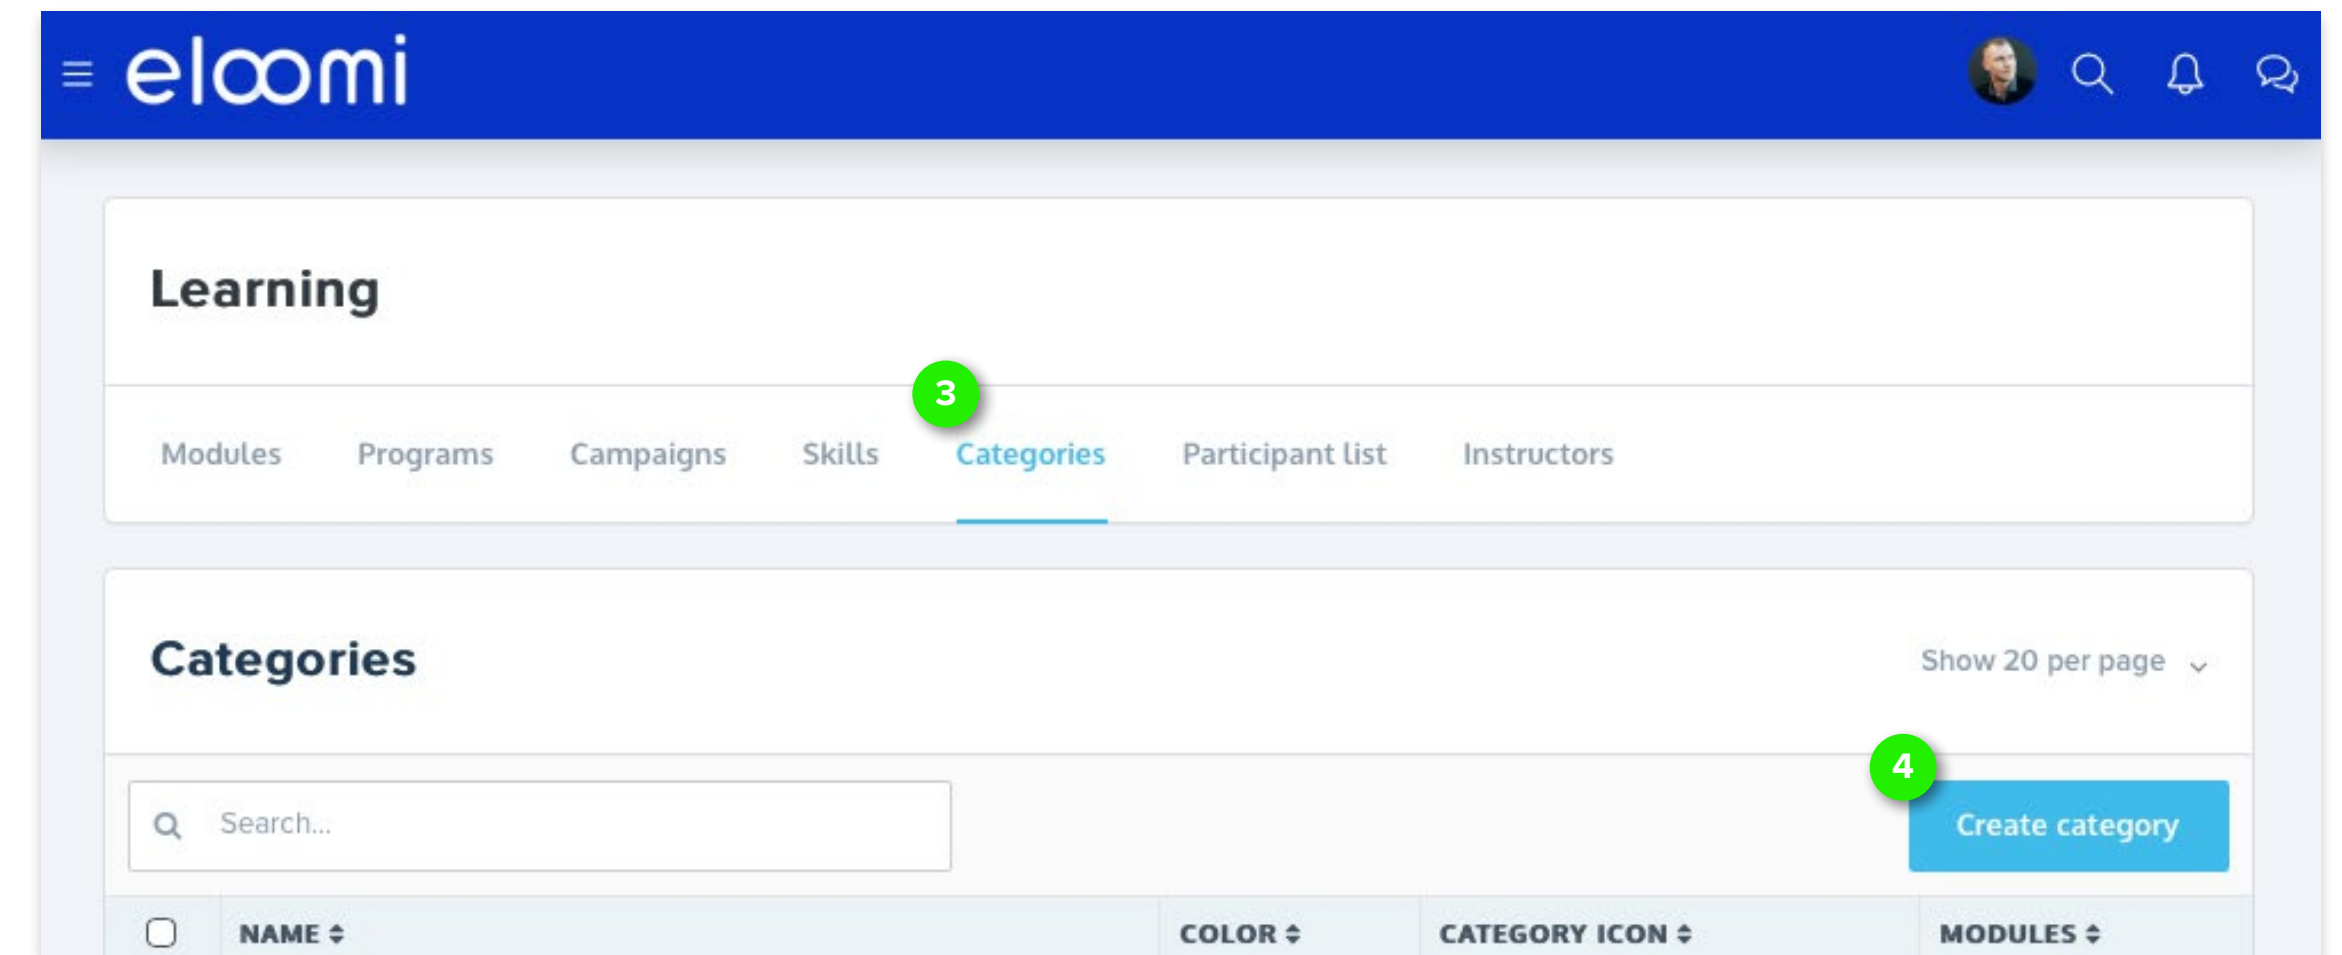 eloomi
Learning
3
Modules Programs Campaigns Skills Categories Participant list Instructors
Categories
Show 20 per page
4
Search...
Create category
NAME COLOR CATEGORY ICON MODULES